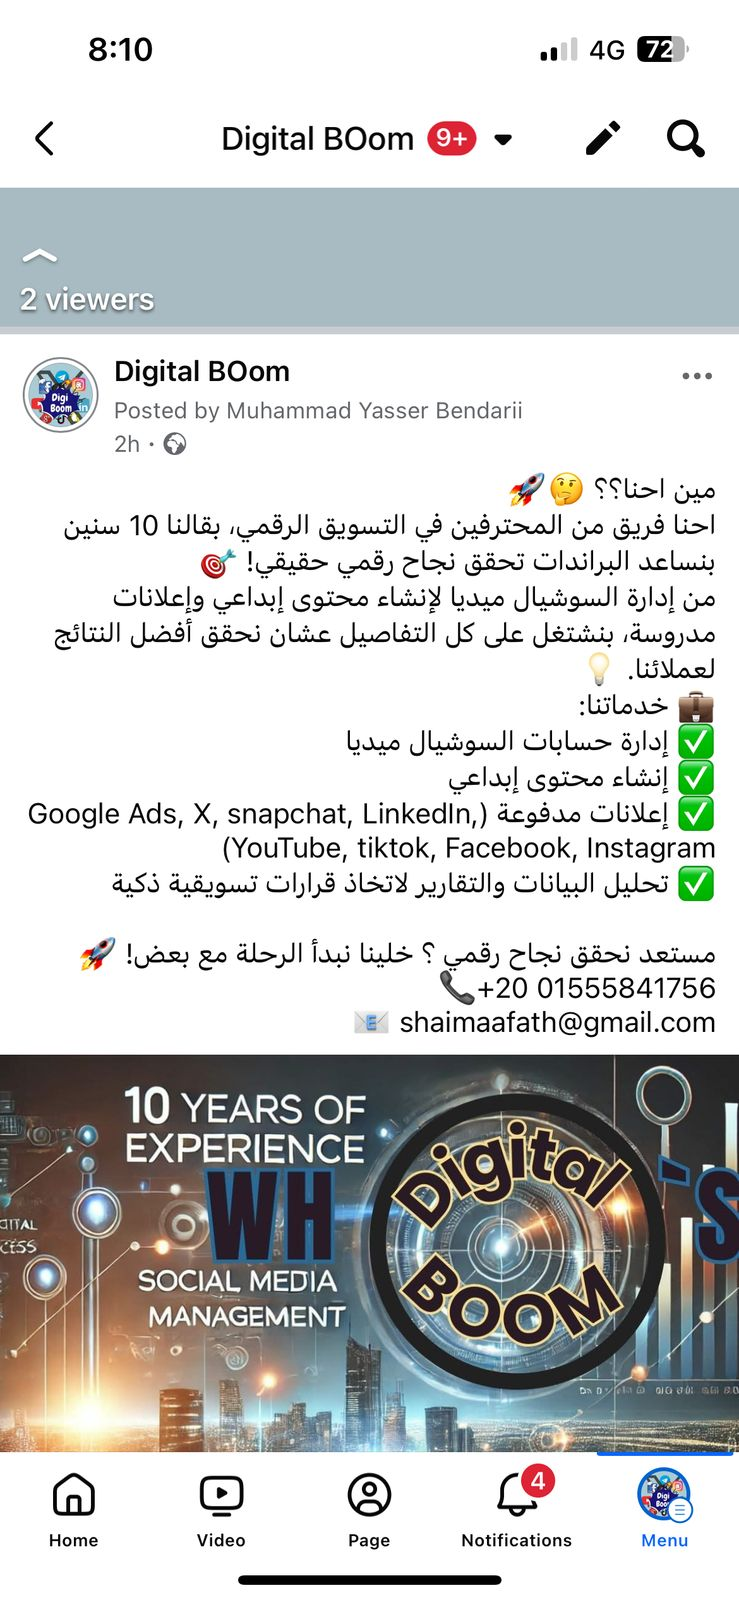 8:10
4G 72
Digital BOom 9+
2 viewers
Digital BOom
Digi
Boom
Posted by Muhammad Yasser Bendarii
2h ·
مين احنا؟؟ 🤔🚀
احنا فريق من المحترفين في التسويق الرقمي، بقالنا 10 سنين
بنساعد البراندات تحقق نجاح رقمي حقيقي! 🎯
من إدارة السوشيال ميديا لإنشاء محتوى إبداعي وإعلانات
مدروسة، بنشتغل على كل التفاصيل عشان نحقق أفضل النتائج
لعملائنا. 💡
💼 خدماتنا:
✅ إدارة حسابات السوشيال ميديا
✅ إنشاء محتوى إبداعي
✅ إعلانات مدفوعة (Google Ads, X, snapchat, LinkedIn,
YouTube, tiktok, Facebook, Instagram)
✅ تحليل البيانات والتقارير لاتخاذ قرارات تسويقية ذكية
مستعد نحقق نجاح رقمي ؟ خلينا نبدأ الرحلة مع بعض! 🚀
📞+20 01555841756
📧 shaimaafath@gmail.com
10 YEARS OF
EXPERIENCE
WH
'S
SOCIAL MEDIA
MANAGEMENT
Digital
BOOM
4
Home
Video
Page
Notifications
Menu